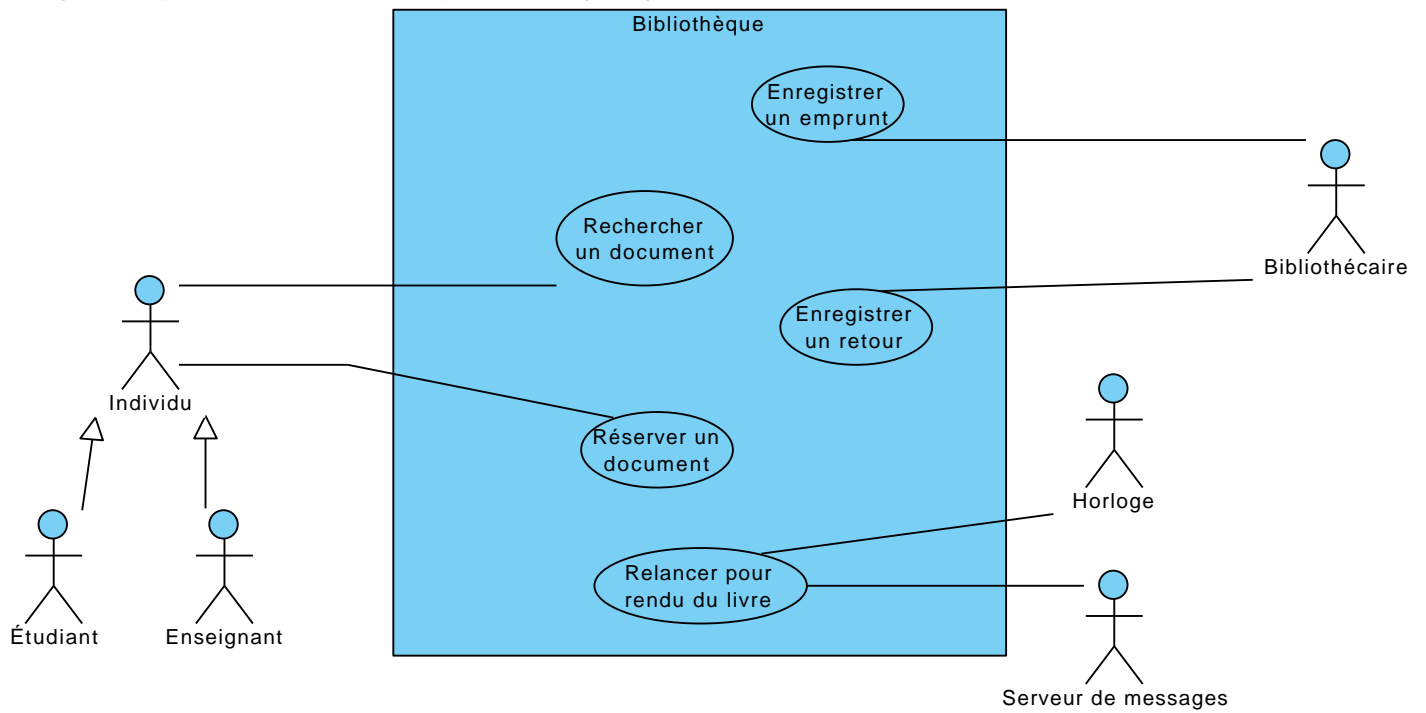 Bibliothèque
Enregistrer
un emprunt
Rechercher
un document
Bibliothécaire
Enregistrer
un retour
Individu
Réserver un
document
Horloge
Relancer pour
rendu du livre
Étudiant
Enseignant
Serveur de messages